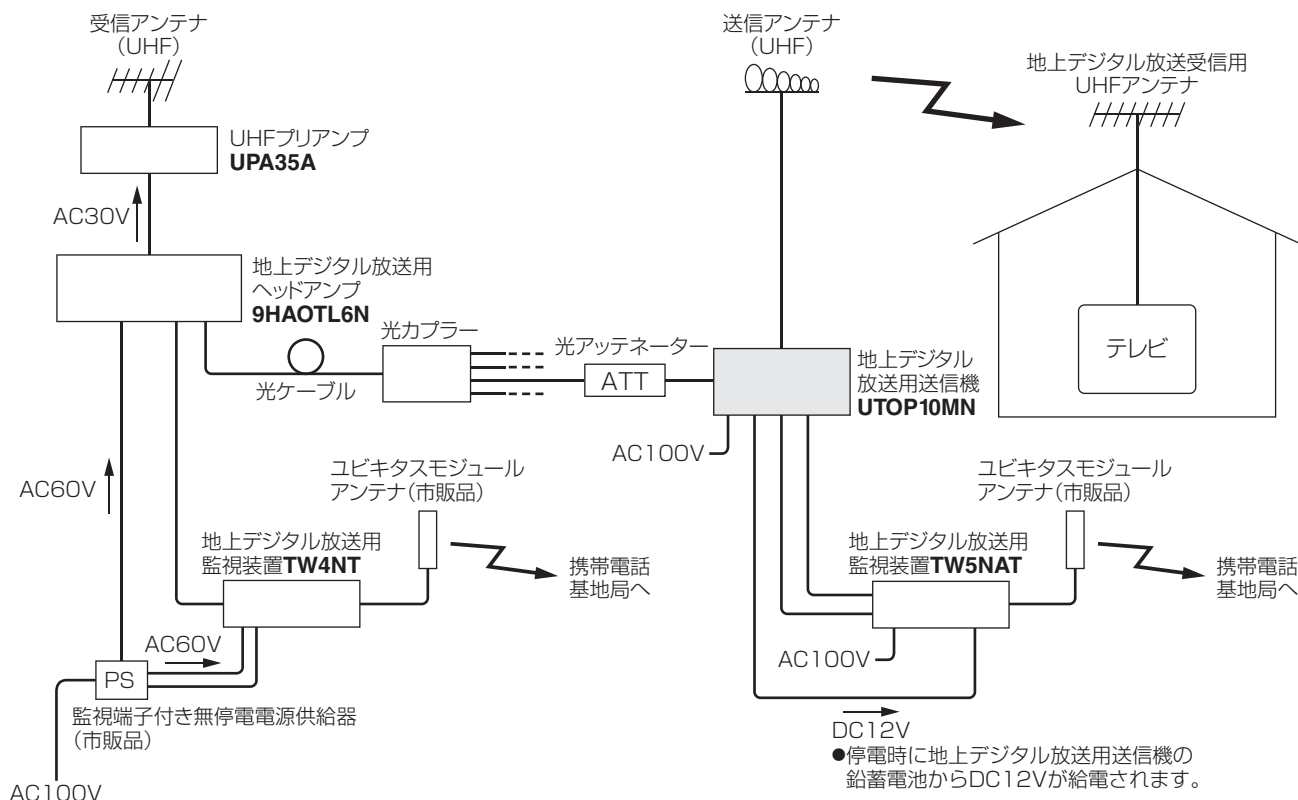 受信アンテナ
(UHF)
送信アンテナ
(UHF)
地上デジタル放送受信用
UHFアンテナ
UHFプリアンプ
UPA35A
AC30V
地上デジタル放送用
ヘッドアンプ
9HAOTL6N
光カプラー
光アッテネーター
光ケーブル
ATT
地上デジタル
放送用送信機
UTOP10MN
テレビ
AC100V
AC60V
ユビキタスモジュール
アンテナ(市販品)
ユビキタスモジュール
アンテナ(市販品)
地上デジタル放送用
監視装置TW4NT
携帯電話
基地局へ
地上デジタル放送用
監視装置TW5NAT
携帯電話
基地局へ
AC60V
AC100V
PS
監視端子付き無停電電源供給器
(市販品)
DC12V
●停電時に地上デジタル放送用送信機の
鉛蓄電池からDC12Vが給電されます。
AC100V